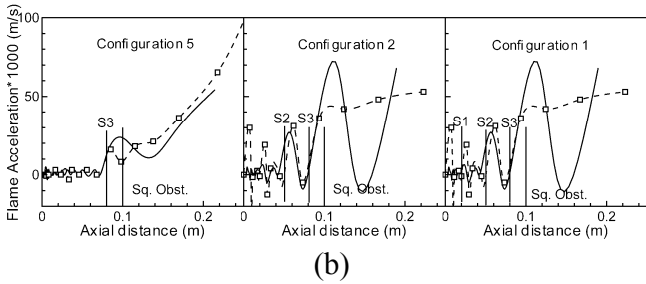 100
50
0
Flame Acceleration*1000 (m/s)
Configuration 5
S3
Sq. Obst.
0 0.1 0.2
Axial distance (m)
Configuration 2
S2 S3
Sq. Obst.
0 0.1 0.2
Axial distance (m)
Configuration 1
S1 S2 S3
Sq. Obst.
0 0.1 0.2
Axial distance (m)
(b)